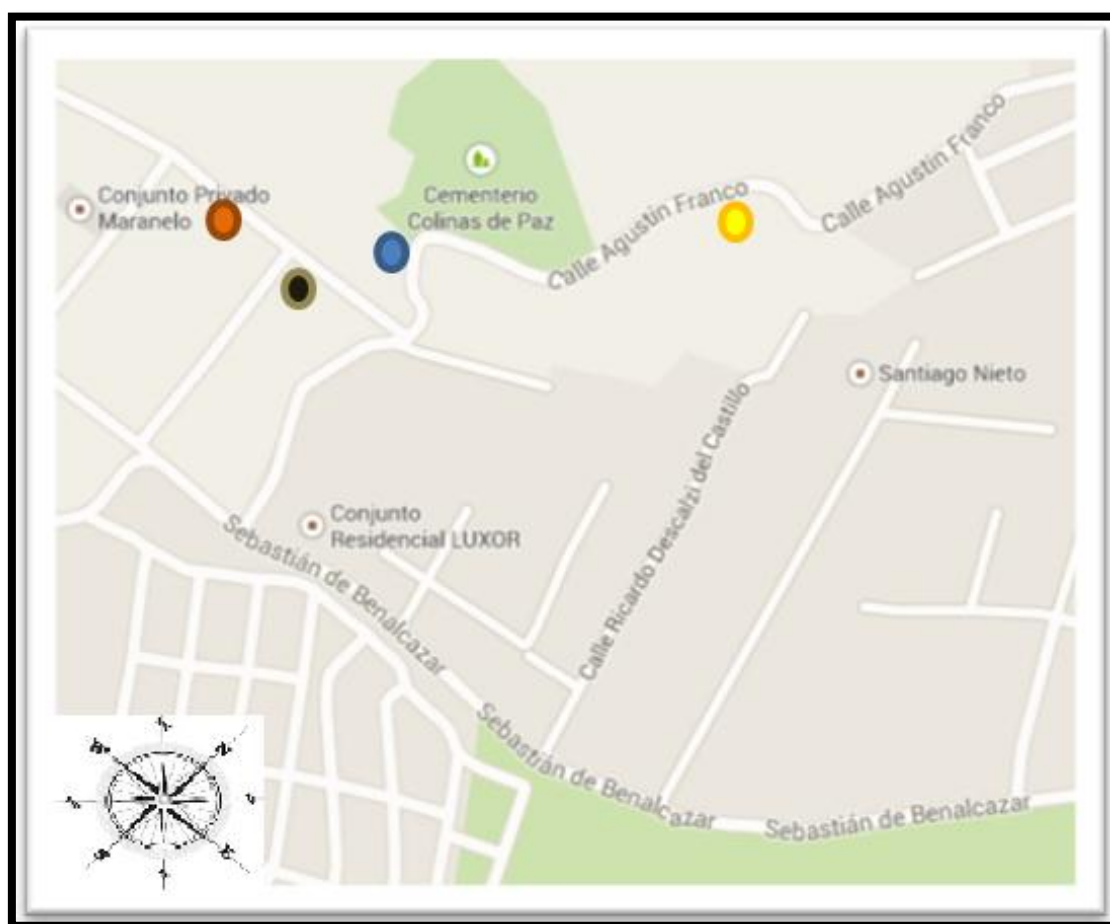 Conjunto Privado
Maranelo
Cementerio
Colinas de Paz
Calle Agustin Franco
Calle Agustin Franco
Santiago Nieto
Calle Ricardo Descalzi del Castillo
Conjunto
Residencial LUXOR
Sebastián de Benalcazar
Sebastián de Benalcazar
Sebastián de Benalcazar